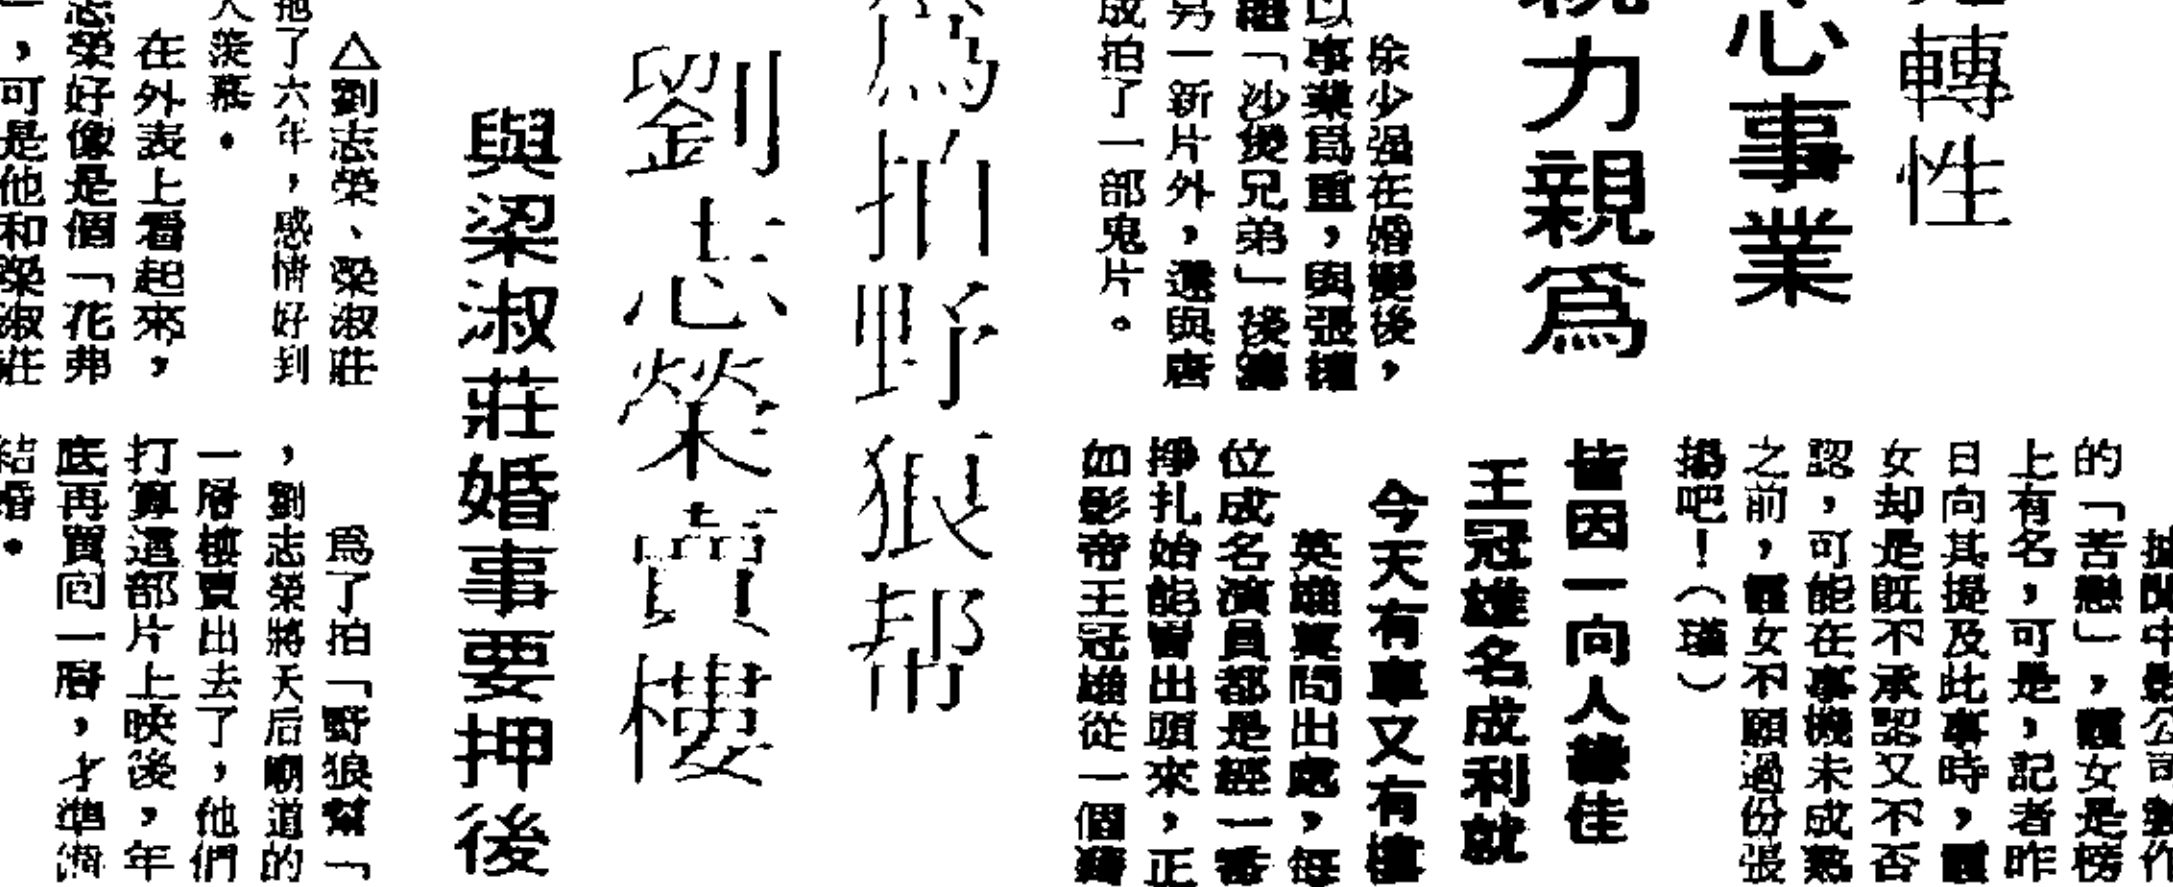 轉性
心事業
力親爲
徐少强在婚變後，
以事業爲重，與張
「沙煲兄弟」後
另一新片外，還與唐
成拍了一部鬼片。
的「苦戀」，女是榜
上有名，可是，記者昨
日向其提及此事時，
女却是既不承認又不否
認，可能在事機未成熟
之前，女不願過份張
揚吧！（瑾）
皆因一向人緣佳
王冠雄名成利就
今天有車又有樓
英雄莫問出處，每
位成名演員都是經一番
掙扎始能冒出頭來，正
如影帝王冠雄從一個
爲拍野狼帮
劉志榮賣樓
與梁淑莊婚事要押後
△劉志榮、梁淑莊
拖了六年，感情好到
人羨慕。
在外表上看起來，
志榮好像是個「花弗
，可是他和梁淑莊
爲了拍「野狼幫「
，劉志榮將天后廟道的
一層樓賣出去了，他們
打算這部片上映後，年
底再買回一層，才準備
結婚。